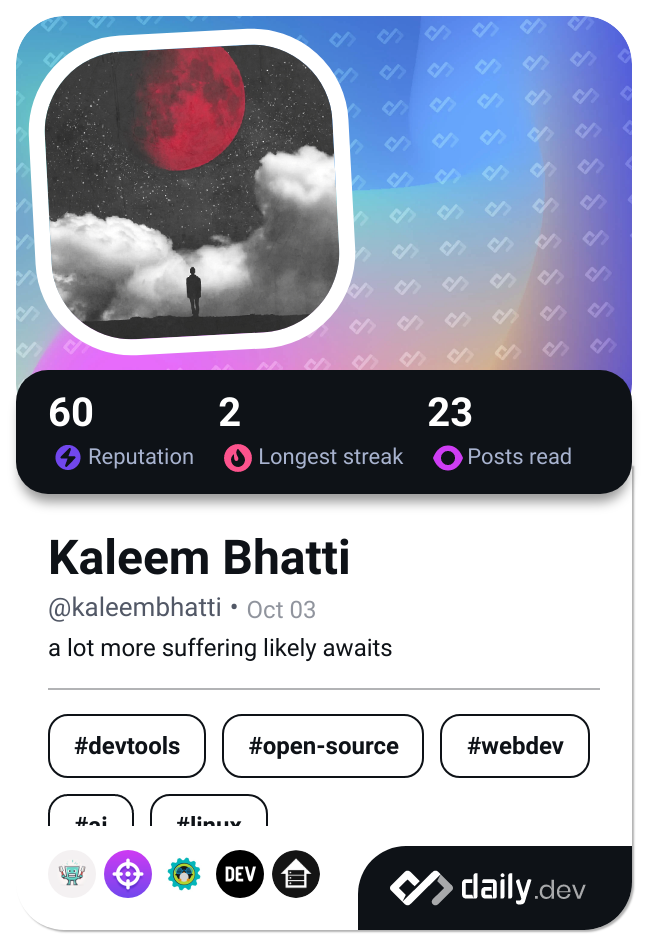 60 2 23
Reputation Longest streak Posts read
Kaleem Bhatti
@kaleembhatti • Oct 03
a lot more suffering likely awaits
#devtools #open-source #webdev
#ai #linux
DEV daily.dev